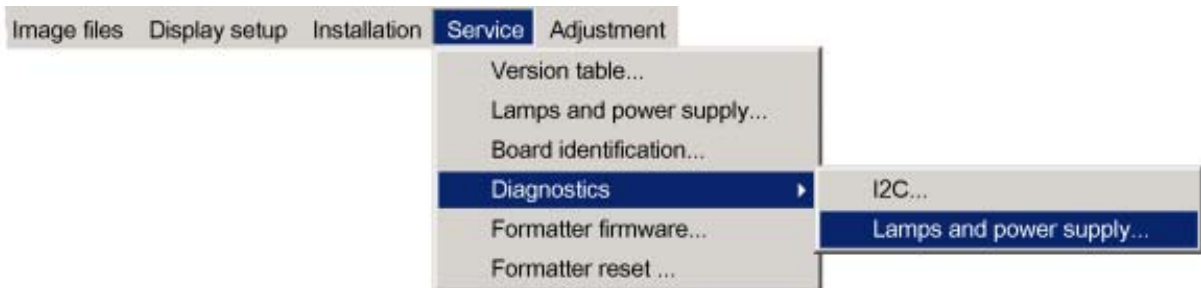 Image files Display setup Installation Service Adjustment
Version table...
Lamps and power supply...
Board identification...
Diagnostics
I2C...
Lamps and power supply...
Formatter firmware...
Formatter reset ...